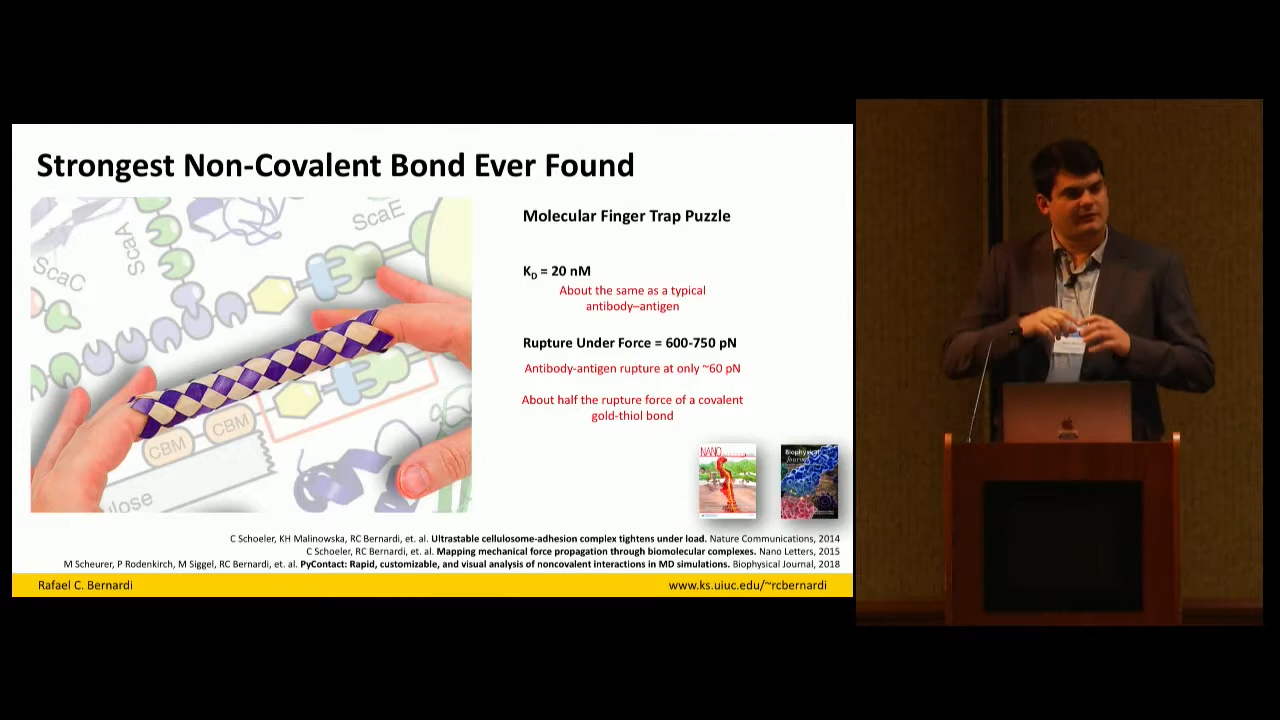 Strongest Non-Covalent Bond Ever Found
ScaC
ScaA
ScaE
CBM
CBM
lose
Molecular Finger Trap Puzzle
KD = 20 nM
About the same as a typical
antibody–antigen
Rupture Under Force = 600-750 pN
Antibody-antigen rupture at only ~60 pN
About half the rupture force of a covalent
gold-thiol bond
NANO
Biophysical
Journal
C Schoeler, KH Malinowska, RC Bernardi, et. al. Ultrastable cellulosome-adhesion complex tightens under load. Nature Communications, 2014
C Schoeler, RC Bernardi, et. al. Mapping mechanical force propagation through biomolecular complexes. Nano Letters, 2015
M Scheurer, P Rodenkirch, M Siggel, RC Bernardi, et. al. PyContact: Rapid, customizable, and visual analysis of noncovalent interactions in MD simulations. Biophysical Journal, 2018
Rafael C. Bernardi
www.ks.uiuc.edu/~rcbernardi